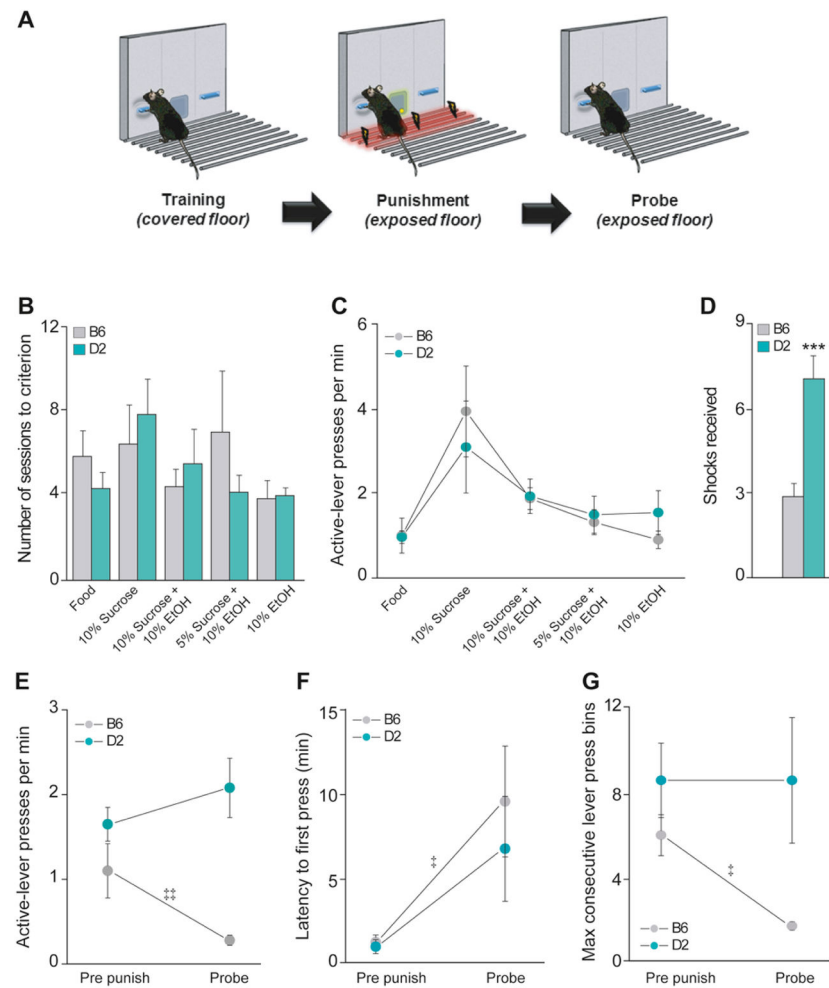 A
Training
(covered floor)
Punishment
(exposed floor)
Probe
(exposed floor)
B
Number of sessions to criterion
12
8
4
0
B6
D2
Food
10% Sucrose
10% Sucrose +
10% EtOH
5% Sucrose +
10% EtOH
10% EtOH
C
Active-lever presses per min
6
4
2
0
B6
D2
Food
10% Sucrose
10% Sucrose +
10% EtOH
5% Sucrose +
10% EtOH
10% EtOH
D
Shocks received
9
6
3
0
B6
D2
***
E
Active-lever presses per min
3
2
1
0
B6
D2
‡‡
Pre punish
Probe
F
Latency to first press (min)
15
10
5
0
B6
D2
‡
Pre punish
Probe
G
Max consecutive lever press bins
12
8
4
0
‡
B6
D2
Pre punish
Probe